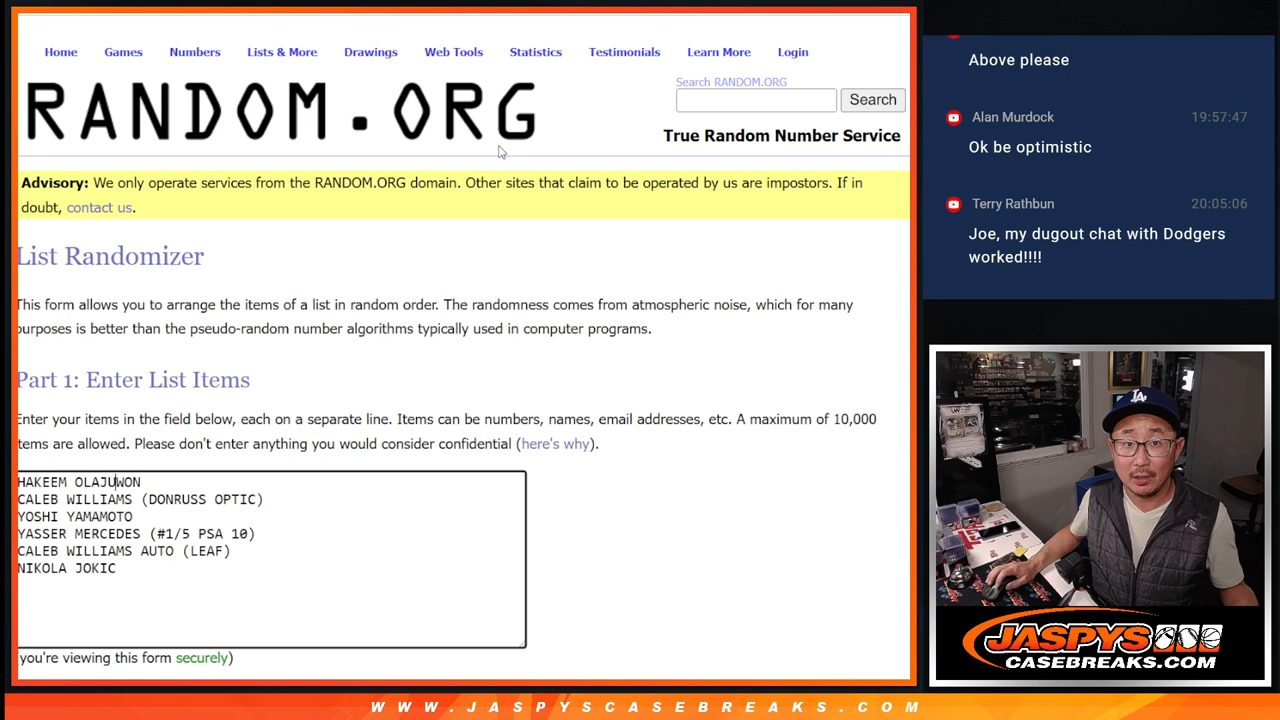 Home Games Numbers Lists & More Drawings Web Tools Statistics Testimonials Learn More Login
RANDOM.ORG
Search RANDOM.ORG
Search
True Random Number Service
Advisory: We only operate services from the RANDOM.ORG domain. Other sites that claim to be operated by us are impostors. If in
doubt, contact us.
List Randomizer
This form allows you to arrange the items of a list in random order. The randomness comes from atmospheric noise, which for many
purposes is better than the pseudo-random number algorithms typically used in computer programs.
Part 1: Enter List Items
Enter your items in the field below, each on a separate line. Items can be numbers, names, email addresses, etc. A maximum of 10,000
items are allowed. Please don't enter anything you would consider confidential (here's why).
HAKEEM OLAJUWON
CALEB WILLIAMS (DONRUSS OPTIC)
YOSHI YAMAMOTO
YASSER MERCEDES (#1/5 PSA 10)
CALEB WILLIAMS AUTO (LEAF)
NIKOLA JOKIC
(you're viewing this form securely)
Above please
Alan Murdock 19:57:47
Ok be optimistic
Terry Rathbun 20:05:06
Joe, my dugout chat with Dodgers
worked!!!!
LA
JASPYS
CASEBREAKS.COM
WWW.JASPYSCASEBREAKS.COM